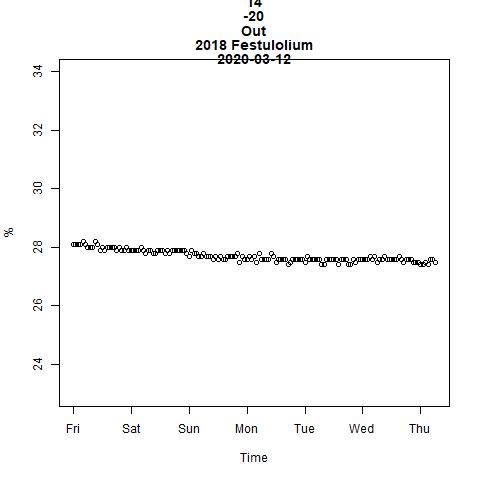 14
-20
Out
2018 Festulolium
2020-03-12
%
34
32
30
28
26
24
Fri Sat Sun Mon Tue Wed Thu
Time